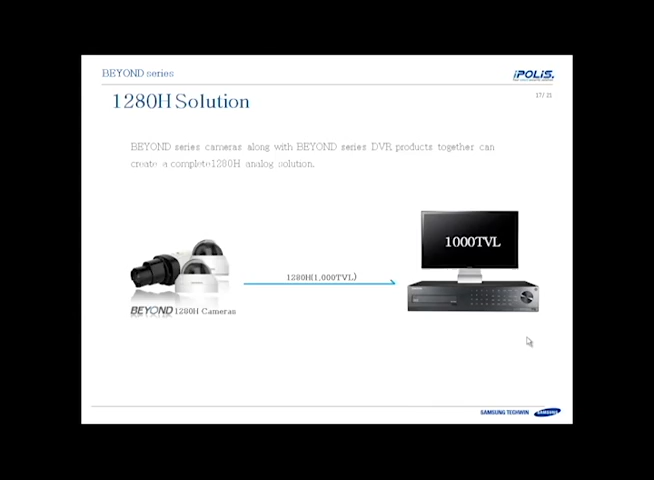 BEYOND series
iPOLiS.
1280H Solution
17/ 21
BEYOND series cameras along with BEYOND series DVR products together can
create a complete1280H analog solution.
1000TVL
1280H(1,000TVL)
BEYOND 1280H Cameras
SAMSUNG TECHWIN
SAMSUNG